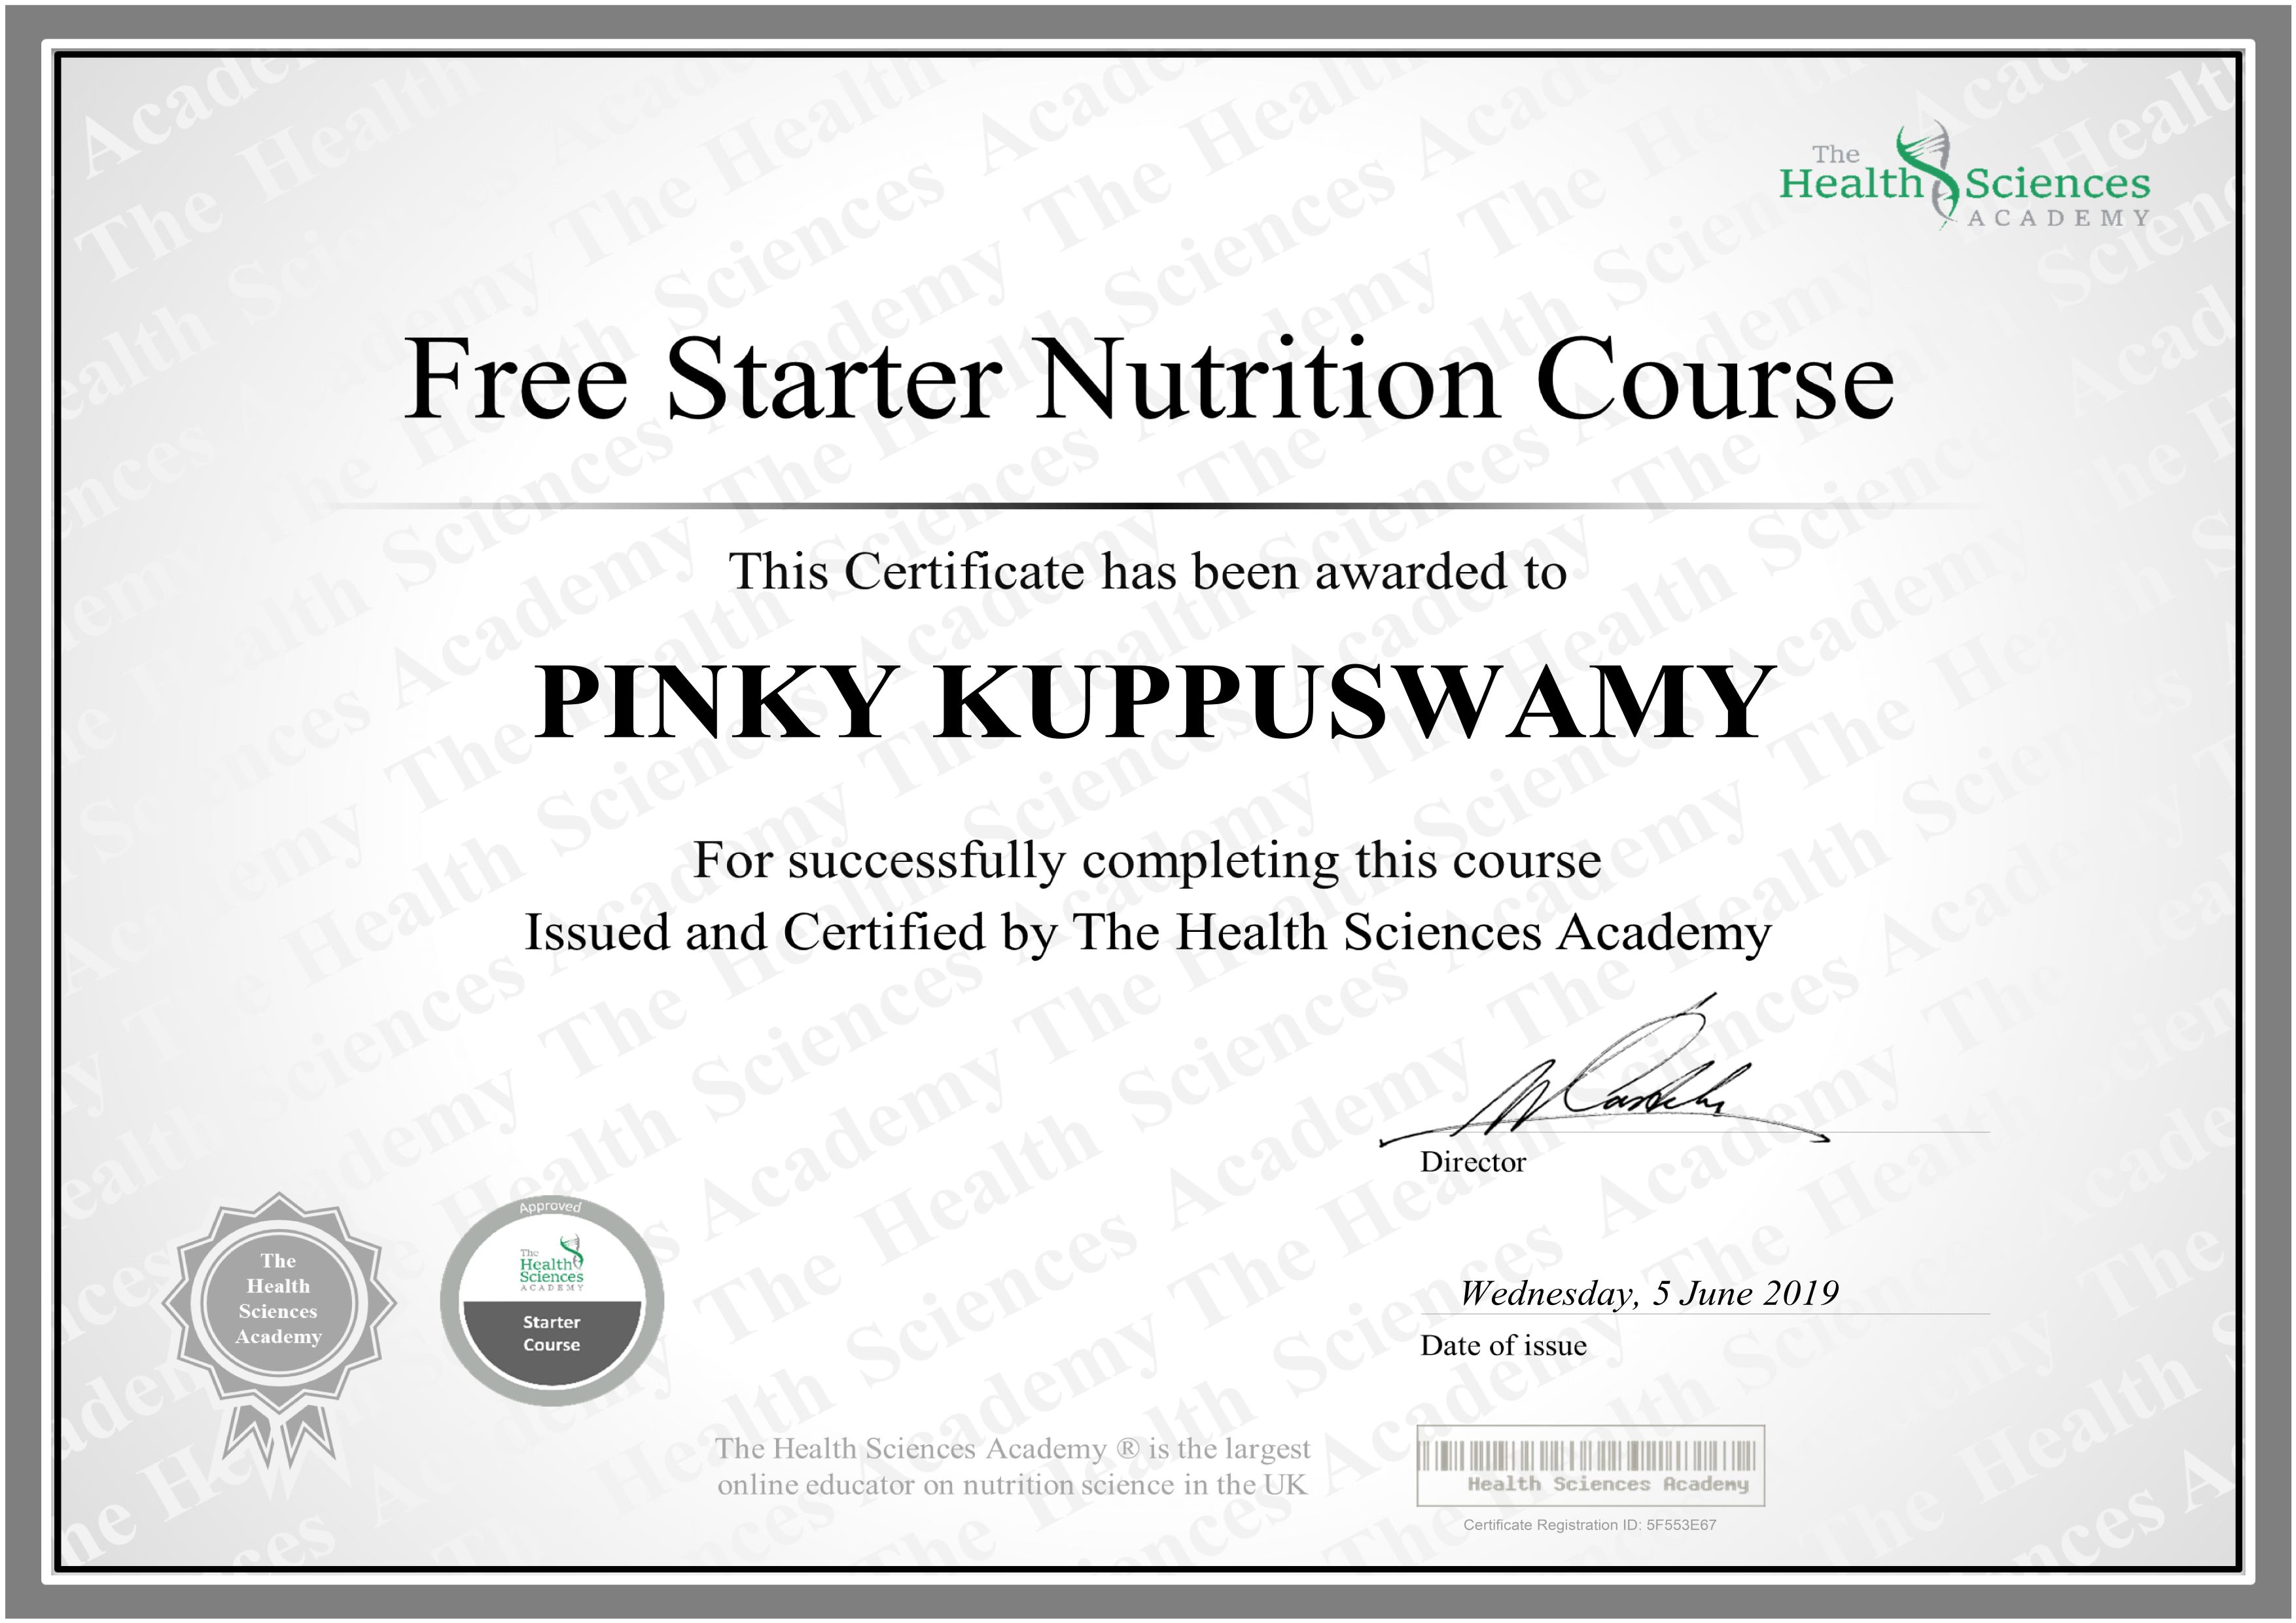 The
Health Sciences
ACADEMY
Free Starter Nutrition Course
This Certificate has been awarded to
PINKY KUPPUSWAMY
For successfully completing this course
Issued and Certified by The Health Sciences Academy
Director
Wednesday, 5 June 2019
Date of issue
The
Health
Sciences
Academy
Approved
The
Health
Sciences
ACADEMY
Starter
Course
The Health Sciences Academy ® is the largest
online educator on nutrition science in the UK
Health Sciences Academy
Certificate Registration ID: 5F553E67